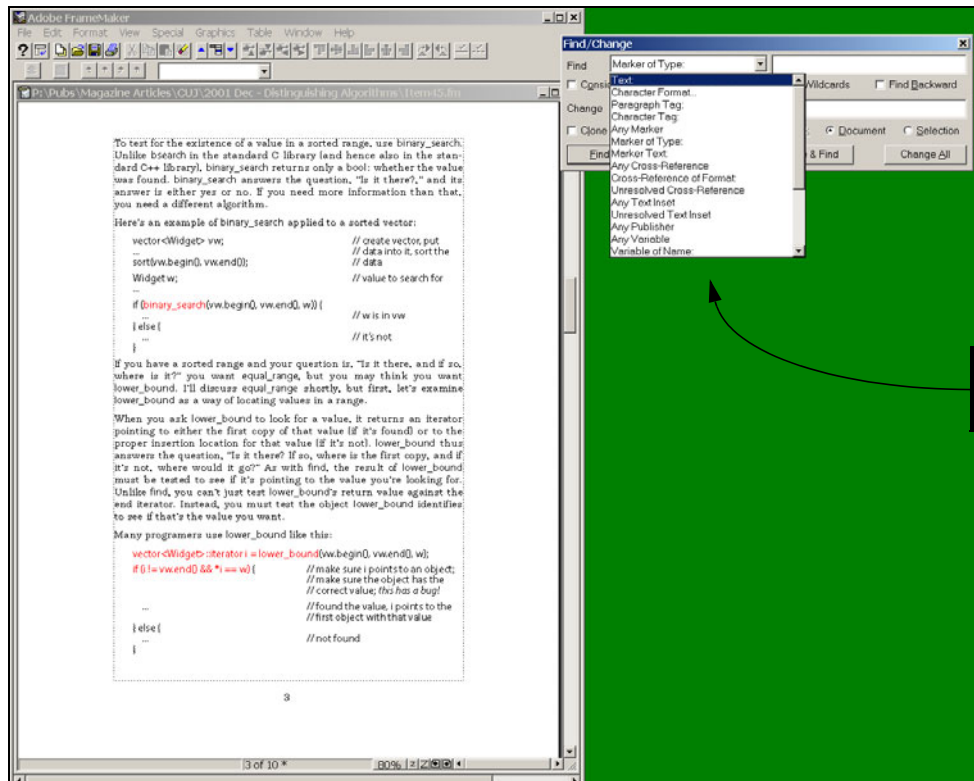 Adobe FrameMaker
File Edit Format View Special Graphics Table Window Help
P:\Pubs\Magazine Articles\CUJ\2001 Dec - Distinguishing Algorithms\Item45.fm
To test for the existence of a value in a sorted range, use binary_search.
Unlike bsearch in the standard C library (and hence also in the stan-
dard C++ library), binary_search returns only a bool: whether the value
was found. binary_search answers the question, "Is it there?," and its
answer is either yes or no. If you need more information than that,
you need a different algorithm.
Here's an example of binary_search applied to a sorted vector:
vector<Widget> vw; // create vector, put
... // data into it, sort the
sort(vw.begin(), vw.end()); // data
Widget w; // value to search for
...
if (binary_search(vw.begin(), vw.end(), w)) {
... // w is in vw
} else {
... // it's not
}
If you have a sorted range and your question is, "Is it there, and if so,
where is it?" you want equal_range, but you may think you want
lower_bound. I'll discuss equal_range shortly, but first, let's examine
lower_bound as a way of locating values in a range.
When you ask lower_bound to look for a value, it returns an iterator
pointing to either the first copy of that value (if it's found) or to the
proper insertion location for that value (if it's not). lower_bound thus
answers the question, "Is it there? If so, where is the first copy, and if
it's not, where would it go?" As with find, the result of lower_bound
must be tested to see if it's pointing to the value you're looking for.
Unlike find, you can't just test lower_bound's return value against the
end iterator. Instead, you must test the object lower_bound identifies
to see if that's the value you want.
Many programers use lower_bound like this:
vector<Widget>::iterator i = lower_bound(vw.begin(), vw.end(), w);
if (i != vw.end() && *i == w) { // make sure i points to an object;
// make sure the object has the
// correct value; this has a bug!
... // found the value, i points to the
// first object with that value
} else {
... // not found
}
3
3 of 10 * 80%
Find/Change
Find Marker of Type:
Text:
Character Format...
Paragraph Tag:
Character Tag:
Any Marker
Marker of Type:
Marker Text:
Any Cross-Reference
Cross-Reference of Format:
Unresolved Cross-Reference
Any Text Inset
Unresolved Text Inset
Any Publisher
Any Variable
Variable of Name:
Consi Wildcards Find Backward
Change
Clone Document Selection
Find & Find Change All